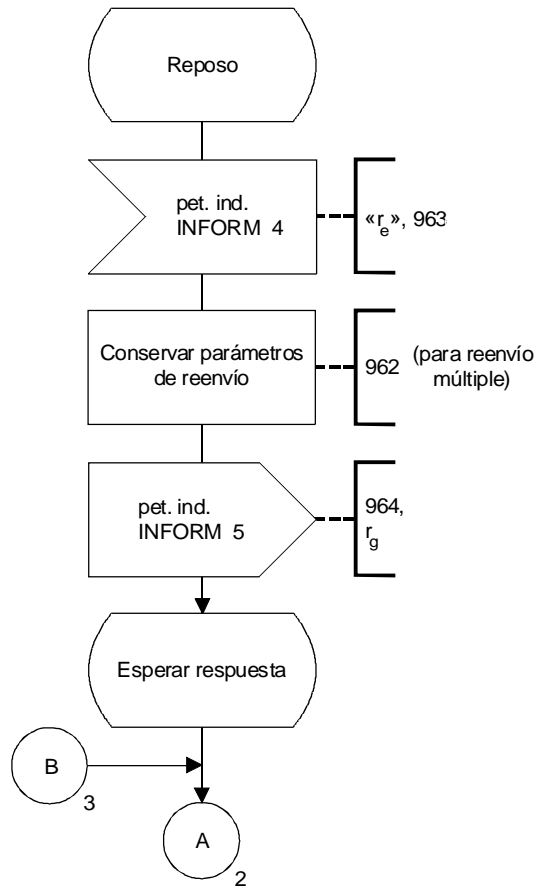 Reposo
pet. ind.
INFORM 4
«re», 963
Conservar parámetros
de reenvío
962
(para reenvío
múltiple)
pet. ind.
INFORM 5
964,
rg
Esperar respuesta
B
3
A
2